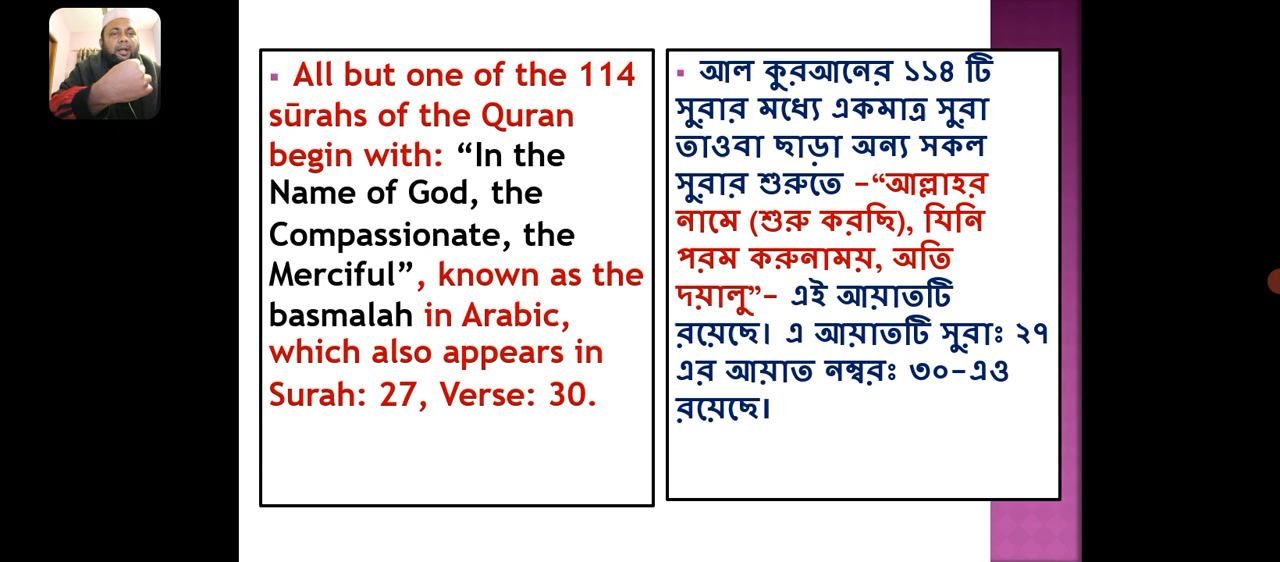 ▪ All but one of the 114
sūrahs of the Quran
begin with: “In the
Name of God, the
Compassionate, the
Merciful”, known as the
basmalah in Arabic,
which also appears in
Surah: 27, Verse: 30.
▪ আল কুরআনের ১১৪ টি
সুরার মধ্যে একমাত্র সুরা
তাওবা ছাড়া অন্য সকল
সুরার শুরুতে –“আল্লাহর
নামে (শুরু করছি), যিনি
পরম করুনাময়, অতি
দয়ালু”– এই আয়াতটি
রয়েছে। এ আয়াতটি সুরাঃ ২৭
এর আয়াত নম্বরঃ ৩০–এও
রয়েছে।